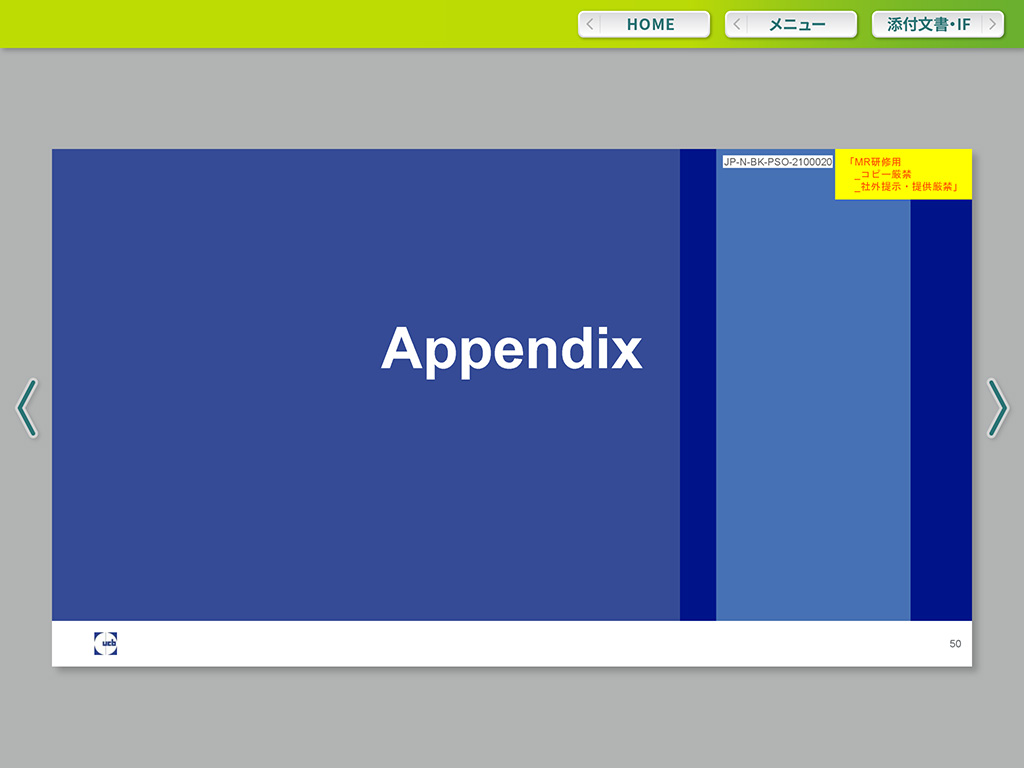 HOME
メニュー
添付文書・IF
JP-N-BK-PSO-2100020
「MR研修用
_コピー厳禁
_社外提示・提供厳禁」
Appendix
ucb
50